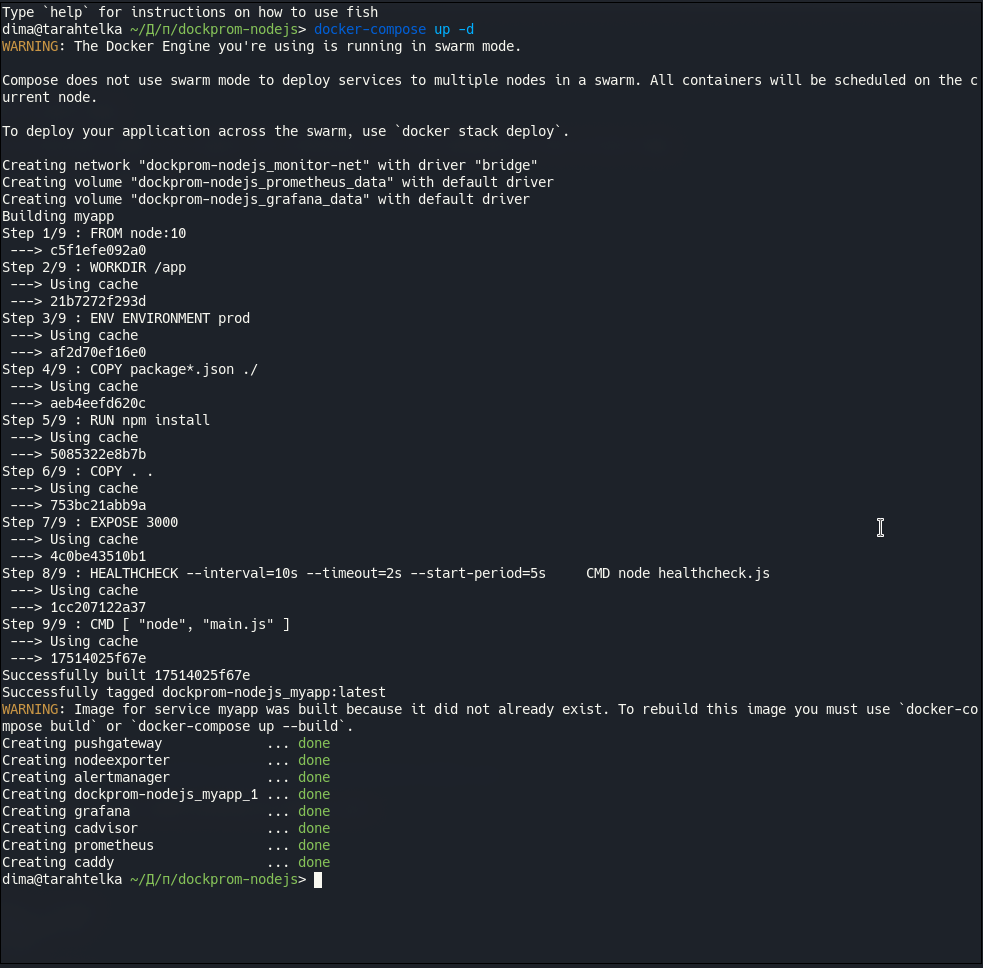 Type `help` for instructions on how to use fish
dima@tarahtelka ~/Д/п/dockprom-nodejs> docker-compose up -d
WARNING: The Docker Engine you're using is running in swarm mode.

Compose does not use swarm mode to deploy services to multiple nodes in a swarm. All containers will be scheduled on the c
urrent node.

To deploy your application across the swarm, use `docker stack deploy`.

Creating network "dockprom-nodejs_monitor-net" with driver "bridge"
Creating volume "dockprom-nodejs_prometheus_data" with default driver
Creating volume "dockprom-nodejs_grafana_data" with default driver
Building myapp
Step 1/9 : FROM node:10
 ---> c5f1efe092a0
Step 2/9 : WORKDIR /app
 ---> Using cache
 ---> 21b7272f293d
Step 3/9 : ENV ENVIRONMENT prod
 ---> Using cache
 ---> af2d70ef16e0
Step 4/9 : COPY package*.json ./
 ---> Using cache
 ---> aeb4eefd620c
Step 5/9 : RUN npm install
 ---> Using cache
 ---> 5085322e8b7b
Step 6/9 : COPY . .
 ---> Using cache
 ---> 753bc21abb9a
Step 7/9 : EXPOSE 3000
 ---> Using cache
 ---> 4c0be43510b1
Step 8/9 : HEALTHCHECK --interval=10s --timeout=2s --start-period=5s     CMD node healthcheck.js
 ---> Using cache
 ---> 1cc207122a37
Step 9/9 : CMD [ "node", "main.js" ]
 ---> Using cache
 ---> 17514025f67e
Successfully built 17514025f67e
Successfully tagged dockprom-nodejs_myapp:latest
WARNING: Image for service myapp was built because it did not already exist. To rebuild this image you must use `docker-co
mpose build` or `docker-compose up --build`.
Creating pushgateway             ... done
Creating nodeexporter            ... done
Creating alertmanager            ... done
Creating dockprom-nodejs_myapp_1 ... done
Creating grafana                 ... done
Creating cadvisor                ... done
Creating prometheus              ... done
Creating caddy                   ... done
dima@tarahtelka ~/Д/п/dockprom-nodejs>